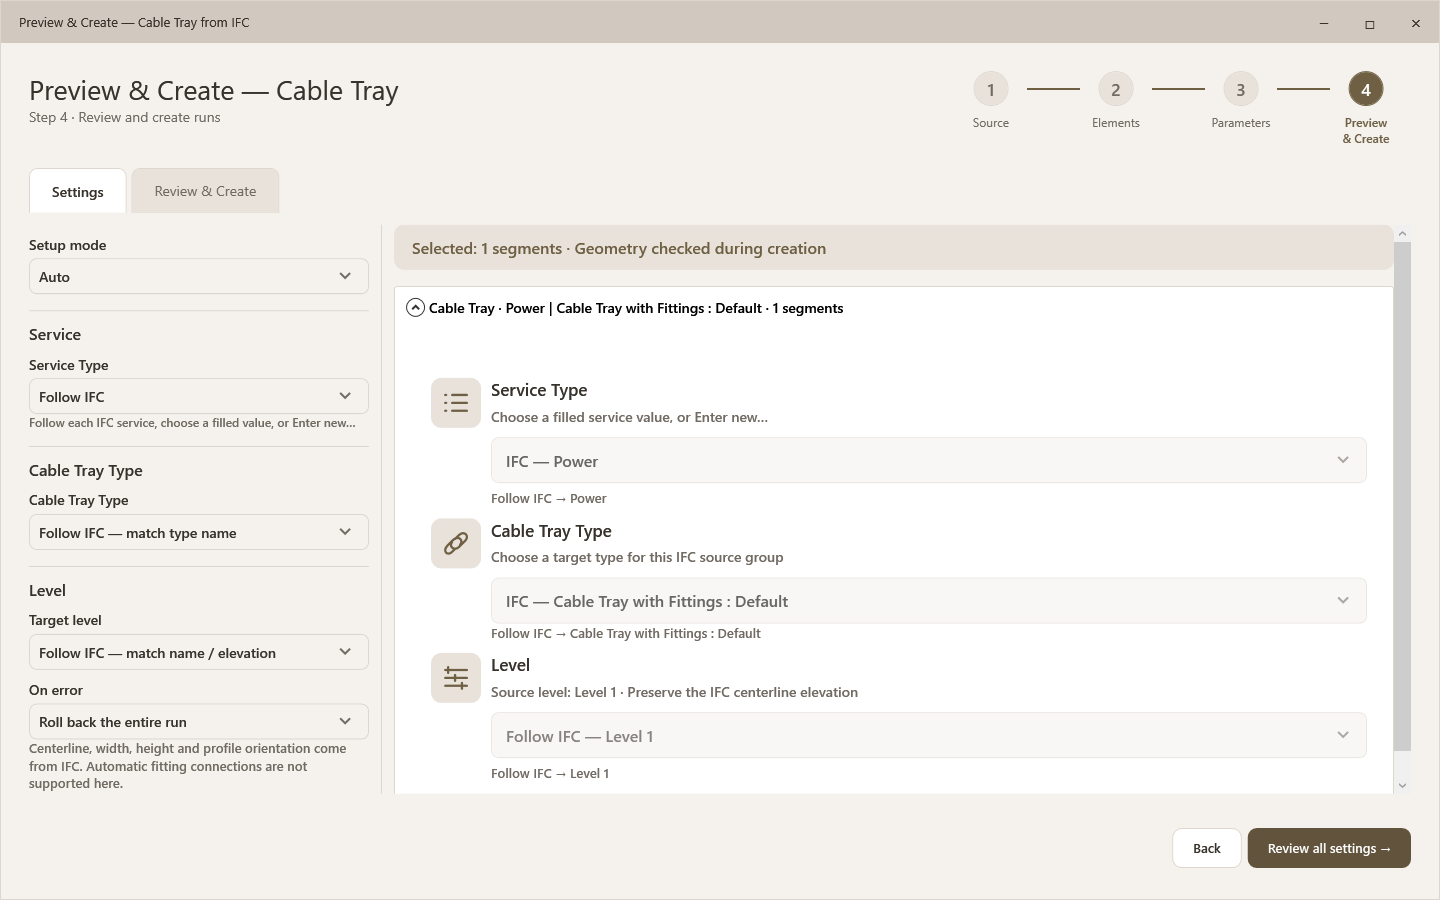 Preview & Create — Cable Tray from IFC
Preview & Create — Cable Tray
Step 4 · Review and create runs
1
2
3
4
Source
Elements
Parameters
Preview
& Create
Settings
Review & Create
Setup mode
Auto
Service
Service Type
Follow IFC
Follow each IFC service, choose a filled value, or Enter new...
Cable Tray Type
Cable Tray Type
Follow IFC — match type name
Level
Target level
Follow IFC — match name / elevation
On error
Roll back the entire run
Centerline, width, height and profile orientation come
from IFC. Automatic fitting connections are not
supported here.
Selected: 1 segments · Geometry checked during creation
Cable Tray · Power | Cable Tray with Fittings : Default · 1 segments
Service Type
Choose a filled service value, or Enter new...
IFC — Power
Follow IFC → Power
Cable Tray Type
Choose a target type for this IFC source group
IFC — Cable Tray with Fittings : Default
Follow IFC → Cable Tray with Fittings : Default
Level
Source level: Level 1 · Preserve the IFC centerline elevation
Follow IFC — Level 1
Follow IFC → Level 1
Back
Review all settings →